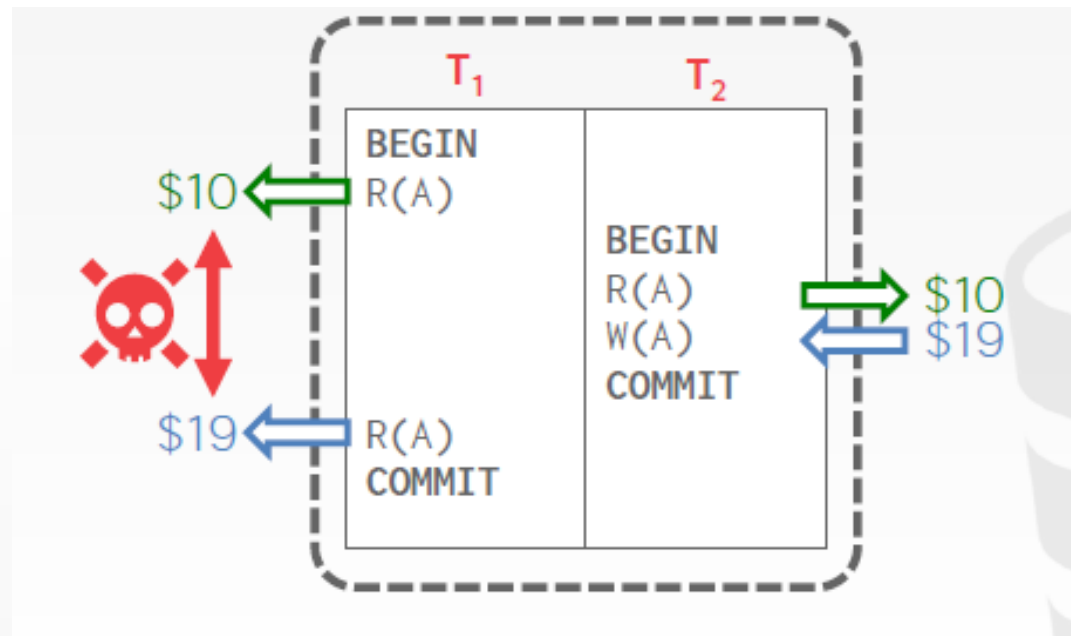 T₁ T₂
BEGIN
$10 R(A)
BEGIN
R(A) $10
W(A) $19
COMMIT
$19 R(A)
COMMIT